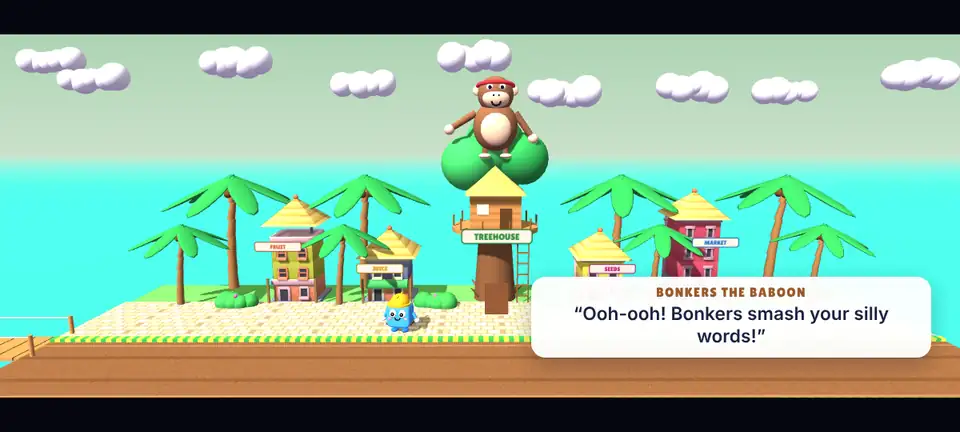 TREEHOUSE
FRUIT
JUICE
SEEDS
MARKET
BONKERS THE BABOON
“Ooh-ooh! Bonkers smash your silly
words!”